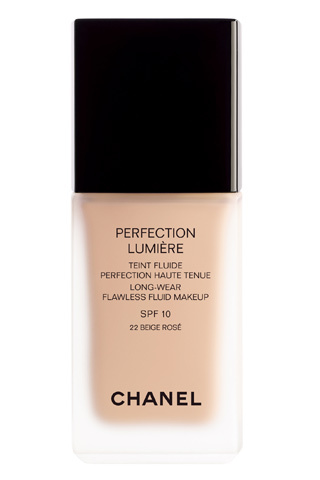 PERFECTION
LUMIÈRE
TEINT FLUIDE
PERFECTION HAUTE TENUE
LONG-WEAR
FLAWLESS FLUID MAKEUP
SPF 10
22 BEIGE ROSÉ
CHANEL